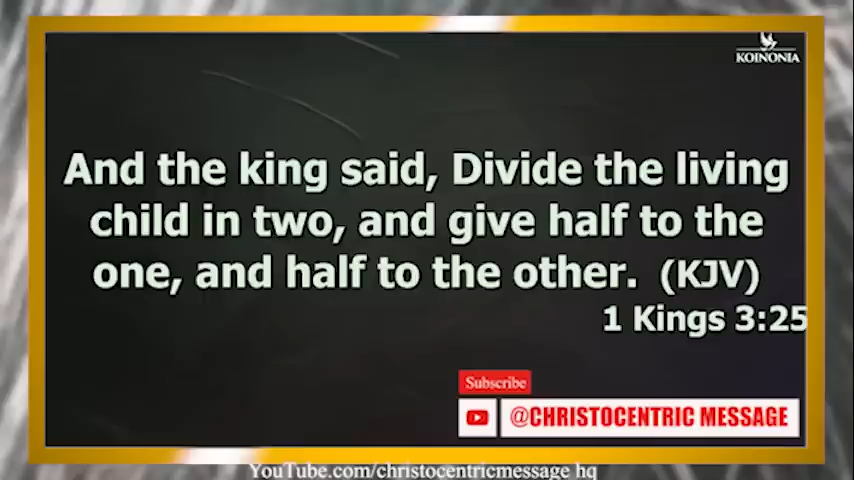 KOINONIA
And the king said, Divide the living
child in two, and give half to the
one, and half to the other. (KJV)
1 Kings 3:25
Subscribe
@CHRISTOCENTRIC MESSAGE
YouTube.com/christocentricmessage hq